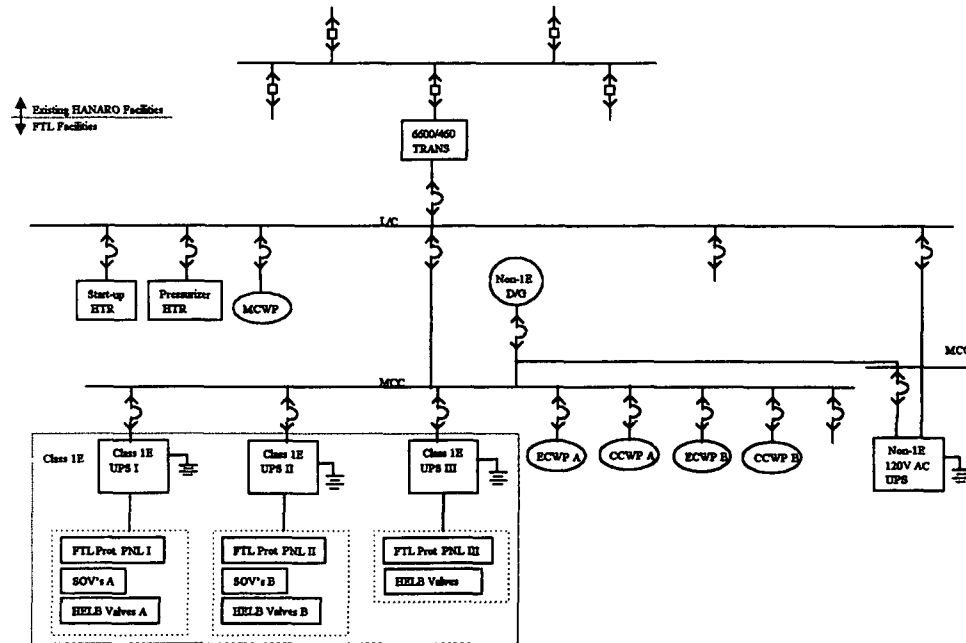 Existing HANARO Facilities
FTL Facilities
6600/460
TRANS
L/C
Start-up
HTR
Pressurizer
HTR
MCWP
Non-1E
D/G
MCC
MCC
Class 1E
Class 1E
UPS I
Class 1E
UPS II
Class 1E
UPS III
ECWP A
CCWP A
ECWP B
CCWP B
Non-1E
120V AC
UPS
FTL Prot PNL I
SOV's A
HELB Valves A
FTL Prot PNL II
SOV's B
HELB Valves B
FTL Prot PNL III
HELB Valves